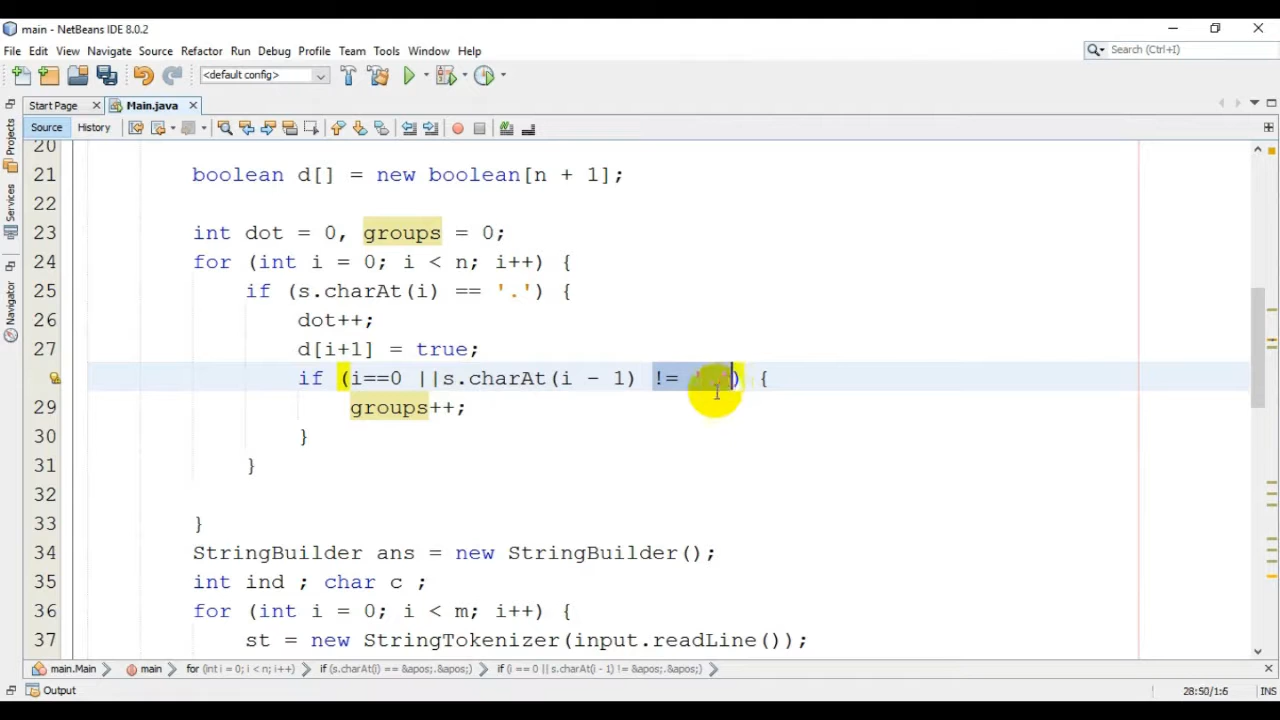 main - NetBeans IDE 8.0.2
File Edit View Navigate Source Refactor Run Debug Profile Team Tools Window Help
Search (Ctrl+I)
<default config>
Start Page Main.java
Source History
Projects
Services
Navigator
20
21 boolean d[] = new boolean[n + 1];
22
23 int dot = 0, groups = 0;
24 for (int i = 0; i < n; i++) {
25 if (s.charAt(i) == '.') {
26 dot++;
27 d[i+1] = true;
if (i==0 ||s.charAt(i - 1) != ) {
29 groups++;
30 }
31 }
32
33 }
34 StringBuilder ans = new StringBuilder();
35 int ind ; char c ;
36 for (int i = 0; i < m; i++) {
37 st = new StringTokenizer(input.readLine());
main.Main main for (int i = 0; i < n; i++) if (s.charAt(i) == &apos;.&apos;) if (i == 0 || s.charAt(i - 1) != &apos;.&apos;)
Output
28:50/1:6 INS